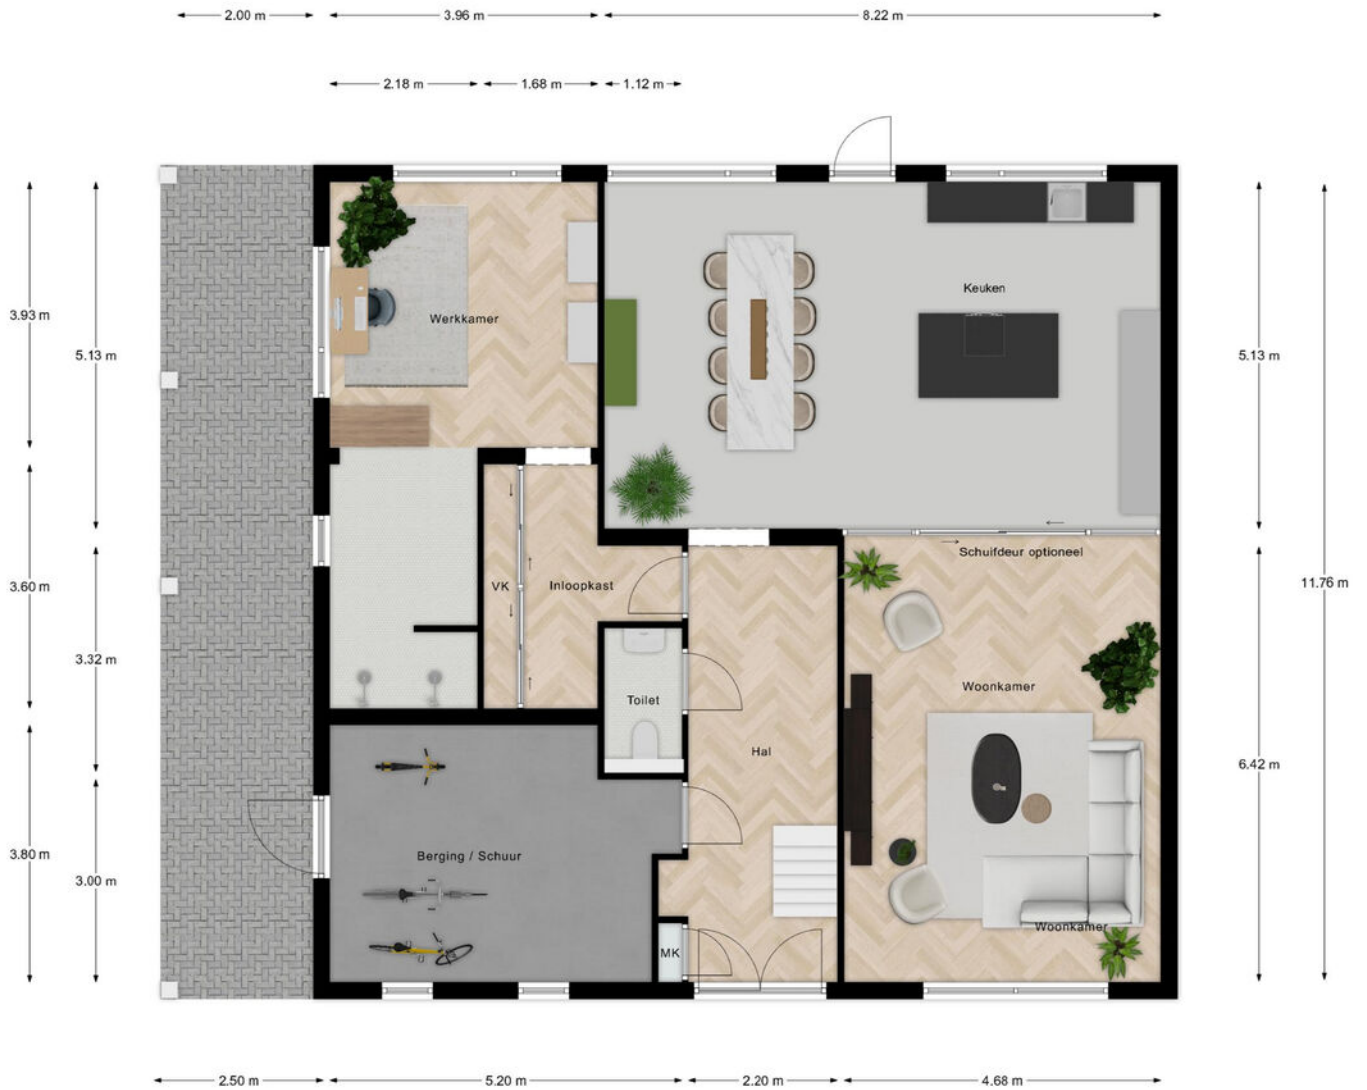 2.00 m
3.96 m
8.22 m
2.18 m
1.68 m
1.12 m
Keuken
3.93 m
Werkkamer
5.13 m
5.13 m
Schuifdeur optioneel
3.60 m
VK
Inloopkast
11.76 m
3.32 m
Woonkamer
Toilet
Hal
6.42 m
3.80 m
Berging / Schuur
3.00 m
Woonkamer
MK
2.50 m
5.20 m
2.20 m
4.68 m